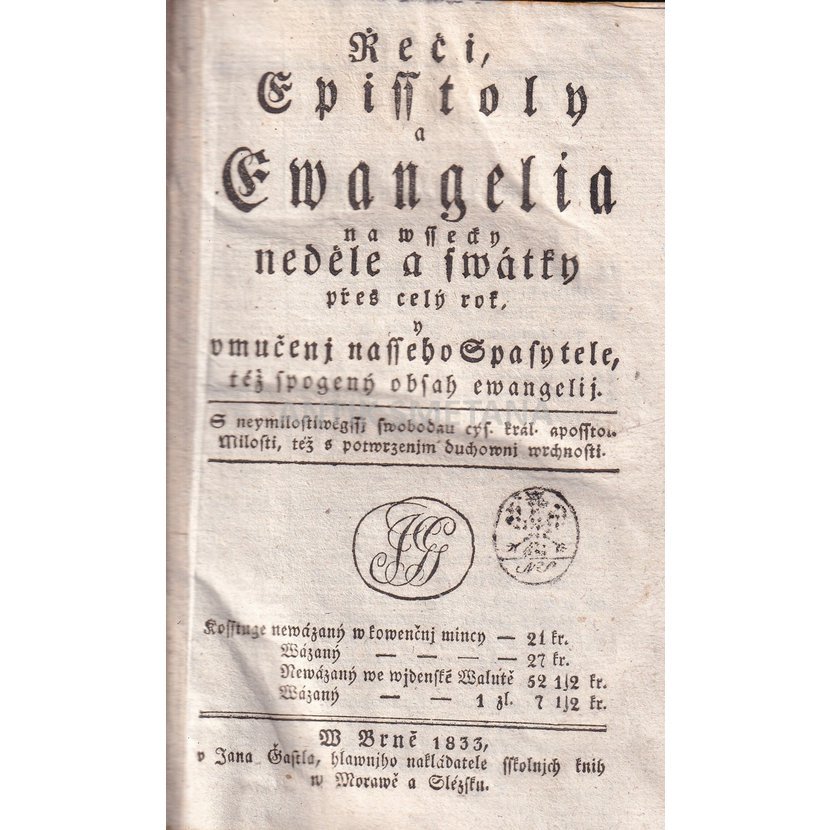 Řeči,
Episstoly
a
Ewangelia
na wssecky
neděle a swátky
přes celý rok,
y
vmučenj nasseho Spasytele,
též spogený obsah ewangelij.
S neymilostiwěgssj swobodau cýs. král. aposstol.
Milosti, též s potwrzenjm duchownj wrchnosti.
JG
Kosstuge newázaný w kowenčnj mincy — 21 kr.
Wázaný — — — — 27 kr.
Newázaný we wjdenské Walutě 52 1/2 kr.
Wázaný — — 1 zl. 7 1/2 kr.
W Brně 1833,
v Jana Gastla, hlawnjho nakládatele sskolnjch knih
w Morawě a Slézsku.